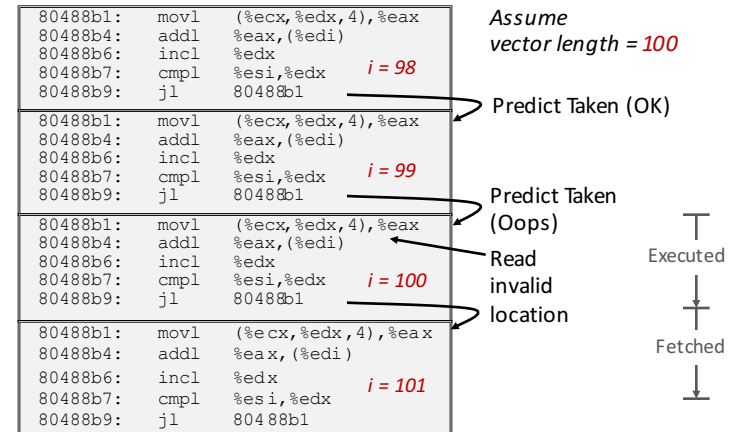 80488b1: movl (%ecx,%edx,4),%eax
80488b4: addl %eax,(%edi)
80488b6: incl %edx
80488b7: cmpl %esi,%edx
80488b9: jl 80488b1
i = 98
Assume
vector length = 100
Predict Taken (OK)
80488b1: movl (%ecx,%edx,4),%eax
80488b4: addl %eax,(%edi)
80488b6: incl %edx
80488b7: cmpl %esi,%edx
80488b9: jl 80488b1
i = 99
Predict Taken
(Oops)
80488b1: movl (%ecx,%edx,4),%eax
80488b4: addl %eax,(%edi)
80488b6: incl %edx
80488b7: cmpl %esi,%edx
80488b9: jl 80488b1
i = 100
Read
invalid
location
Executed
80488b1: movl (%ecx,%edx,4),%eax
80488b4: addl %eax,(%edi)
80488b6: incl %edx
80488b7: cmpl %esi,%edx
80488b9: jl 80488b1
i = 101
Fetched